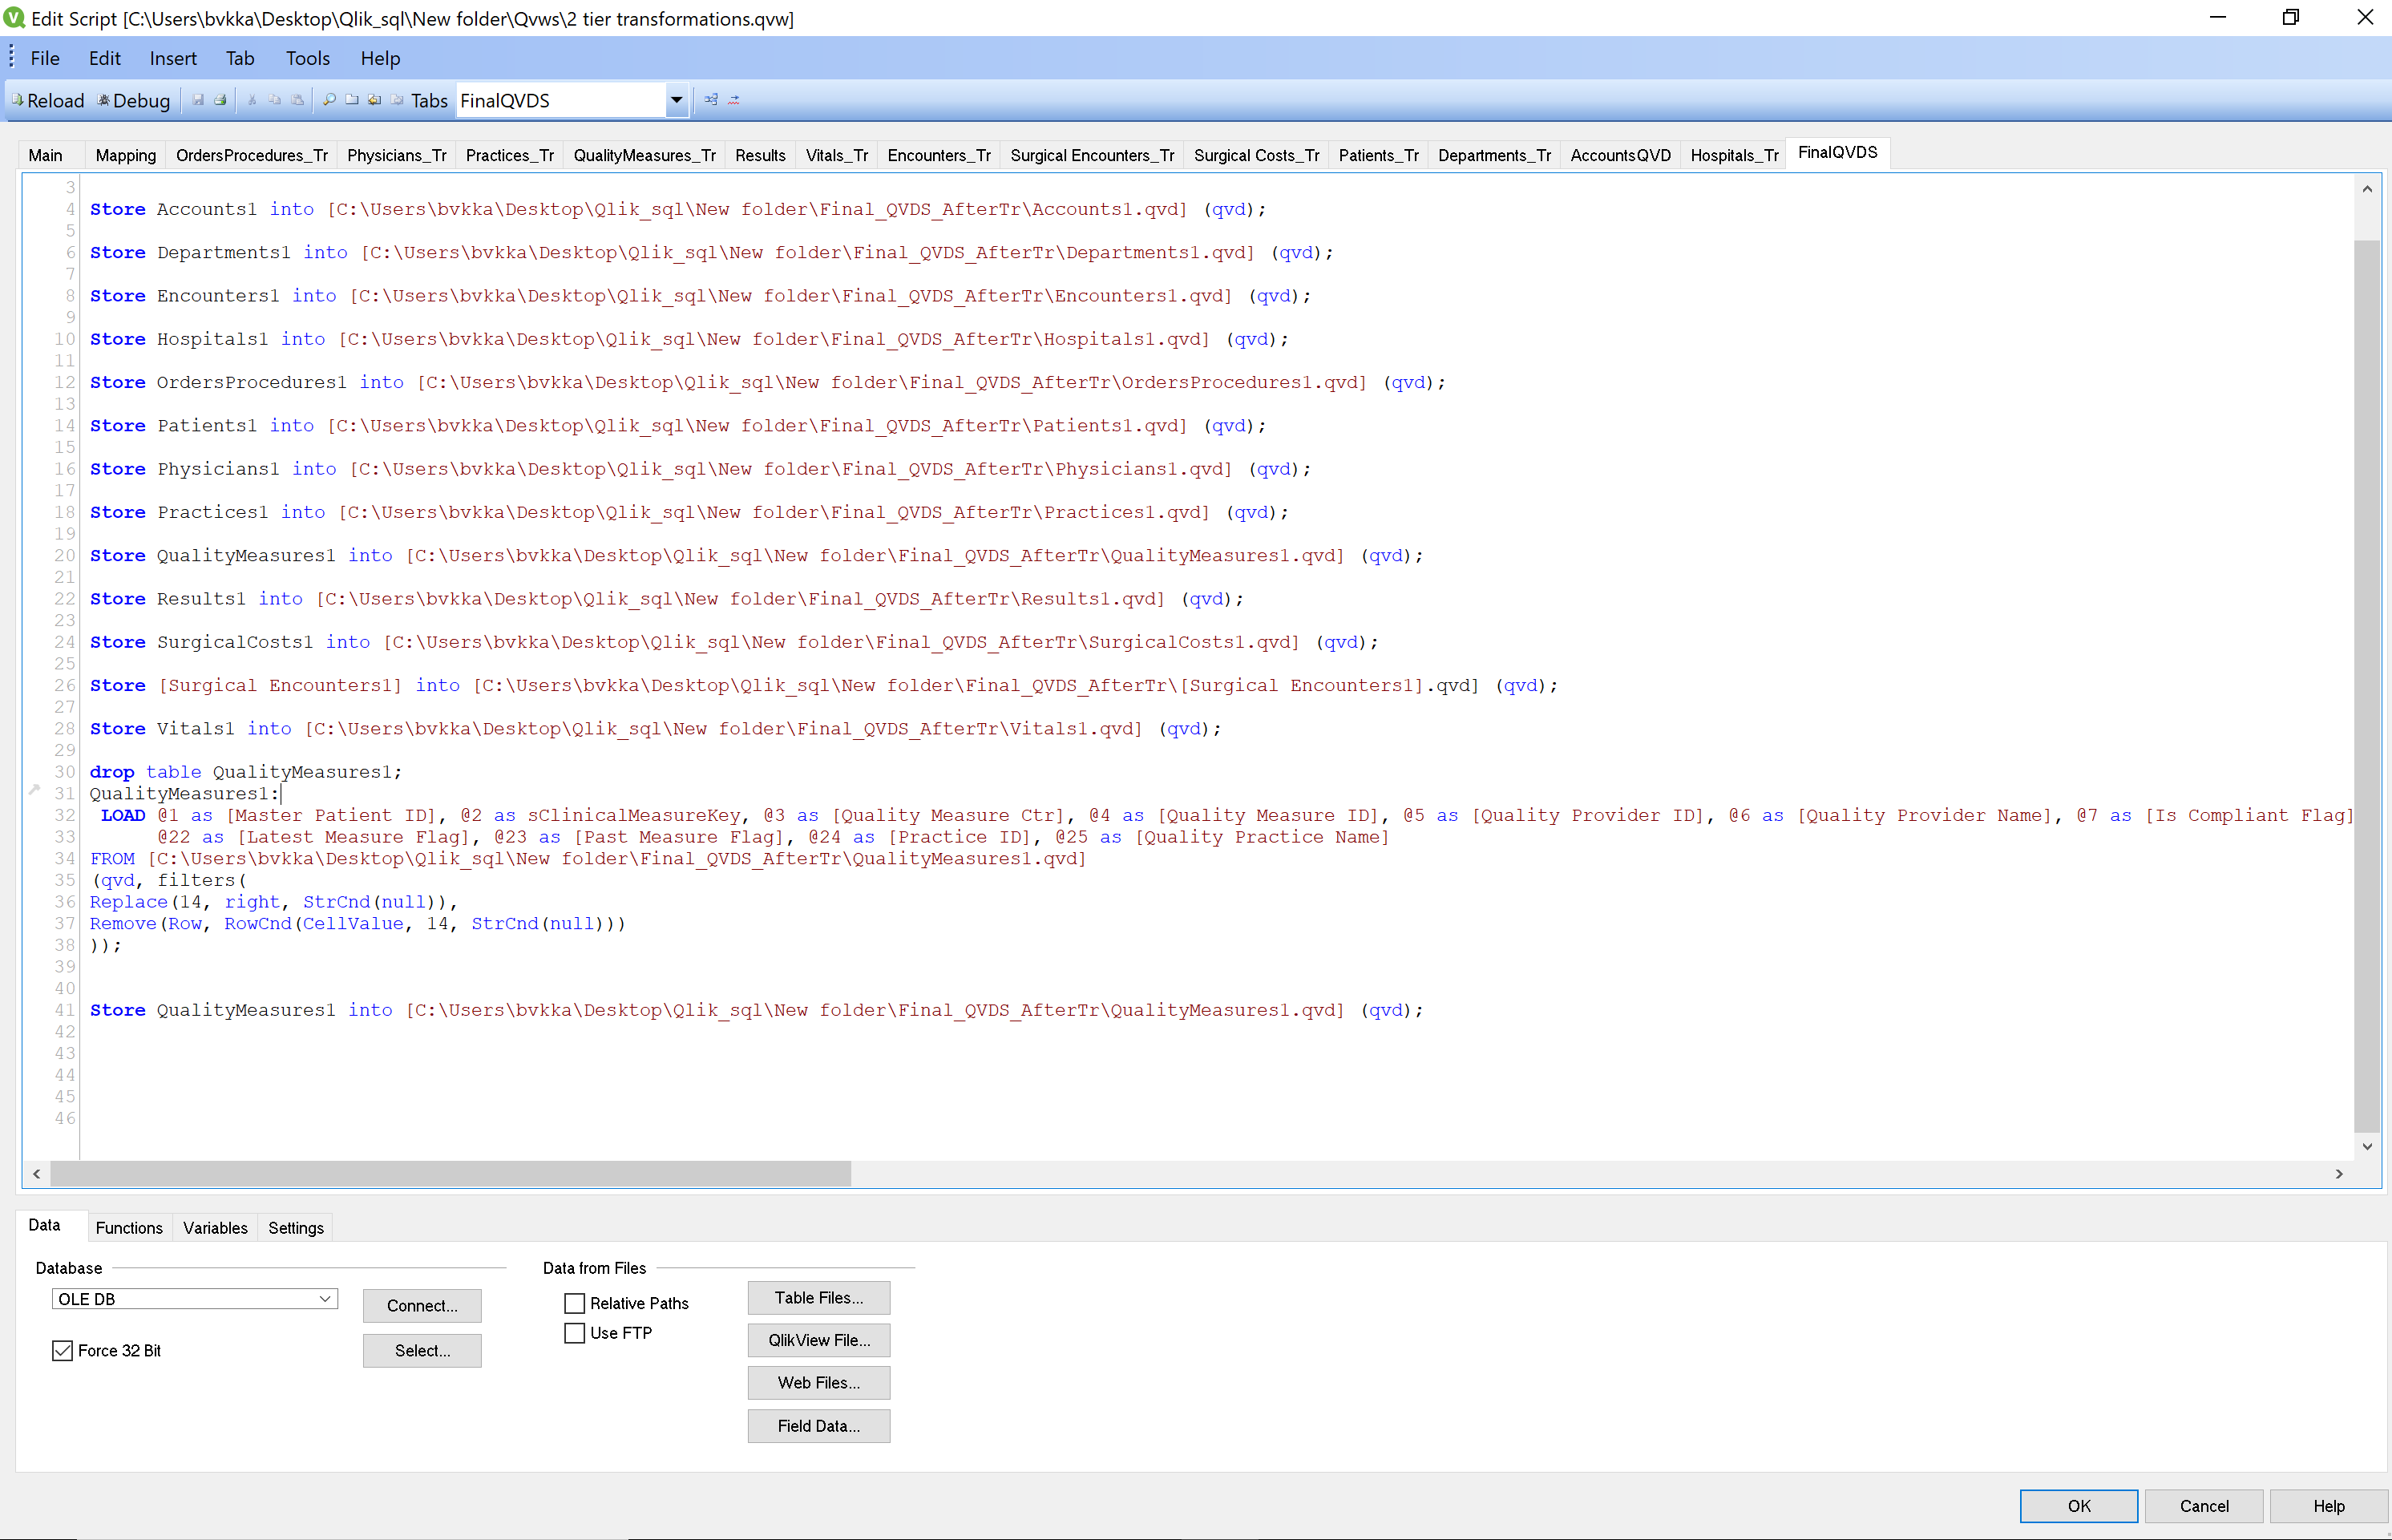 Edit Script [C:\Users\bvkka\Desktop\Qlik_sql\New folder\Qvws\2 tier transformations.qvw]
File Edit Insert Tab Tools Help
Reload Debug Tabs FinalQVDS
Main Mapping OrdersProcedures_Tr Physicians_Tr Practices_Tr QualityMeasures_Tr Results Vitals_Tr Encounters_Tr Surgical Encounters_Tr Surgical Costs_Tr Patients_Tr Departments_Tr AccountsQVD Hospitals_Tr FinalQVDS
3
4 Store Accounts1 into [C:\Users\bvkka\Desktop\Qlik_sql\New folder\Final_QVDS_AfterTr\Accounts1.qvd] (qvd);
5
6 Store Departments1 into [C:\Users\bvkka\Desktop\Qlik_sql\New folder\Final_QVDS_AfterTr\Departments1.qvd] (qvd);
7
8 Store Encounters1 into [C:\Users\bvkka\Desktop\Qlik_sql\New folder\Final_QVDS_AfterTr\Encounters1.qvd] (qvd);
9
10 Store Hospitals1 into [C:\Users\bvkka\Desktop\Qlik_sql\New folder\Final_QVDS_AfterTr\Hospitals1.qvd] (qvd);
11
12 Store OrdersProcedures1 into [C:\Users\bvkka\Desktop\Qlik_sql\New folder\Final_QVDS_AfterTr\OrdersProcedures1.qvd] (qvd);
13
14 Store Patients1 into [C:\Users\bvkka\Desktop\Qlik_sql\New folder\Final_QVDS_AfterTr\Patients1.qvd] (qvd);
15
16 Store Physicians1 into [C:\Users\bvkka\Desktop\Qlik_sql\New folder\Final_QVDS_AfterTr\Physicians1.qvd] (qvd);
17
18 Store Practices1 into [C:\Users\bvkka\Desktop\Qlik_sql\New folder\Final_QVDS_AfterTr\Practices1.qvd] (qvd);
19
20 Store QualityMeasures1 into [C:\Users\bvkka\Desktop\Qlik_sql\New folder\Final_QVDS_AfterTr\QualityMeasures1.qvd] (qvd);
21
22 Store Results1 into [C:\Users\bvkka\Desktop\Qlik_sql\New folder\Final_QVDS_AfterTr\Results1.qvd] (qvd);
23
24 Store SurgicalCosts1 into [C:\Users\bvkka\Desktop\Qlik_sql\New folder\Final_QVDS_AfterTr\SurgicalCosts1.qvd] (qvd);
25
26 Store [Surgical Encounters1] into [C:\Users\bvkka\Desktop\Qlik_sql\New folder\Final_QVDS_AfterTr\[Surgical Encounters1].qvd] (qvd);
27
28 Store Vitals1 into [C:\Users\bvkka\Desktop\Qlik_sql\New folder\Final_QVDS_AfterTr\Vitals1.qvd] (qvd);
29
30 drop table QualityMeasures1;
31 QualityMeasures1:
32 LOAD @1 as [Master Patient ID], @2 as sClinicalMeasureKey, @3 as [Quality Measure Ctr], @4 as [Quality Measure ID], @5 as [Quality Provider ID], @6 as [Quality Provider Name], @7 as [Is Compliant Flag]
33 @22 as [Latest Measure Flag], @23 as [Past Measure Flag], @24 as [Practice ID], @25 as [Quality Practice Name]
34 FROM [C:\Users\bvkka\Desktop\Qlik_sql\New folder\Final_QVDS_AfterTr\QualityMeasures1.qvd]
35 (qvd, filters(
36 Replace(14, right, StrCnd(null)),
37 Remove(Row, RowCnd(CellValue, 14, StrCnd(null)))
38 ));
39
40
41 Store QualityMeasures1 into [C:\Users\bvkka\Desktop\Qlik_sql\New folder\Final_QVDS_AfterTr\QualityMeasures1.qvd] (qvd);
42
43
44
45
46
Data Functions Variables Settings
Database
OLE DB
Connect...
Force 32 Bit
Select...
Data from Files
Relative Paths
Use FTP
Table Files...
QlikView File...
Web Files...
Field Data...
OK Cancel Help